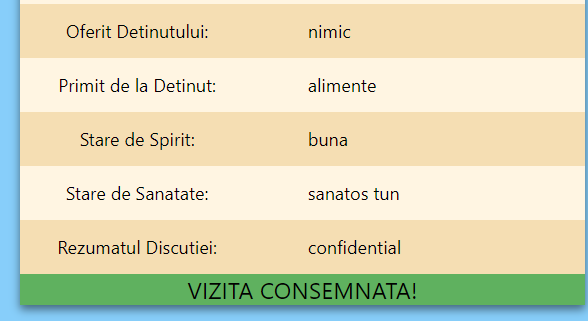 Oferit Detinutului: nimic
Primit de la Detinut: alimente
Stare de Spirit: buna
Stare de Sanatate: sanatos tun
Rezumatul Discutiei: confidential
VIZITA CONSEMNATA!